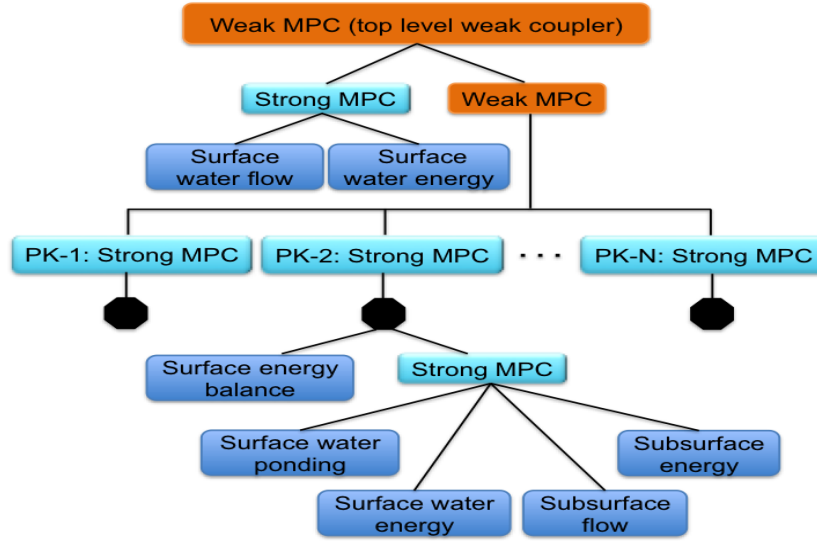 Weak MPC (top level weak coupler)
Strong MPC
Weak MPC
Surface
water flow
Surface
water energy
PK-1: Strong MPC
PK-2: Strong MPC
...
PK-N: Strong MPC
Surface energy
balance
Strong MPC
Surface water
ponding
Subsurface
energy
Surface water
energy
Subsurface
flow